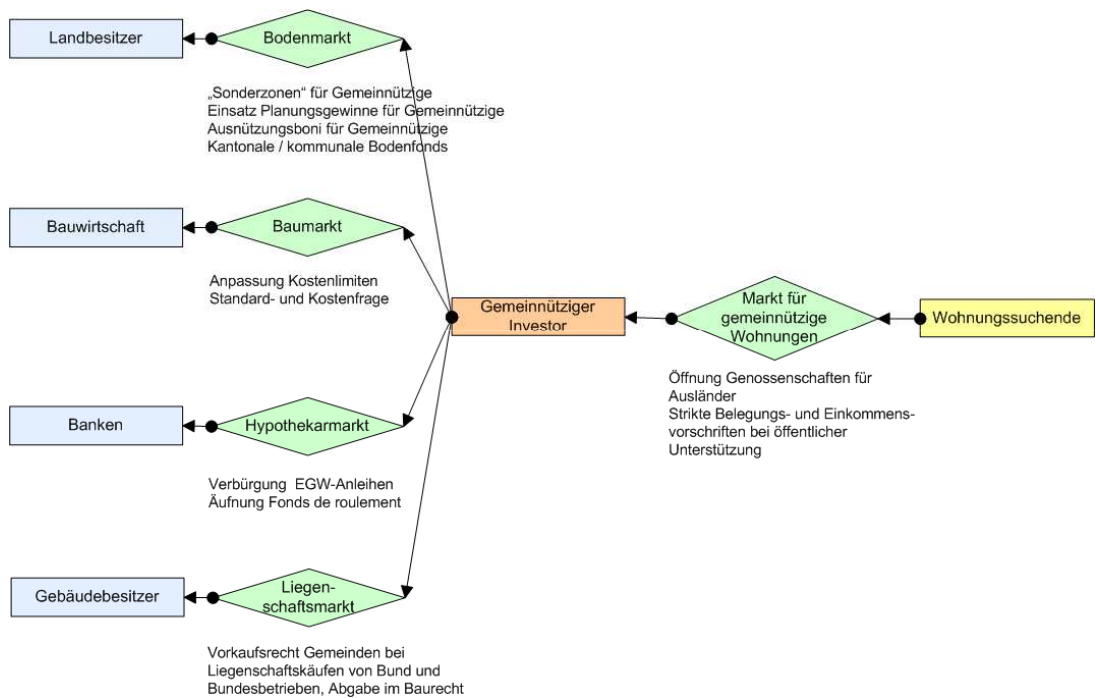 Landbesitzer
Bodenmarkt
„Sonderzonen“ für Gemeinnützige
Einsatz Planungsgewinne für Gemeinnützige
Ausnützungsboni für Gemeinnützige
Kantonale / kommunale Bodenfonds
Bauwirtschaft
Baumarkt
Anpassung Kostenlimiten
Standard- und Kostenfrage
Gemeinnütziger
Investor
Markt für
gemeinnützige
Wohnungen
Wohnungssuchende
Öffnung Genossenschaften für
Ausländer
Strikte Belegungs- und Einkommens-
vorschriften bei öffentlicher
Unterstützung
Banken
Hypothekarmarkt
Verbürgung EGW-Anleihen
Äufnung Fonds de roulement
Gebäudebesitzer
Liegen-
schaftsmarkt
Vorkaufsrecht Gemeinden bei
Liegenschaftskäufen von Bund und
Bundesbetrieben, Abgabe im Baurecht